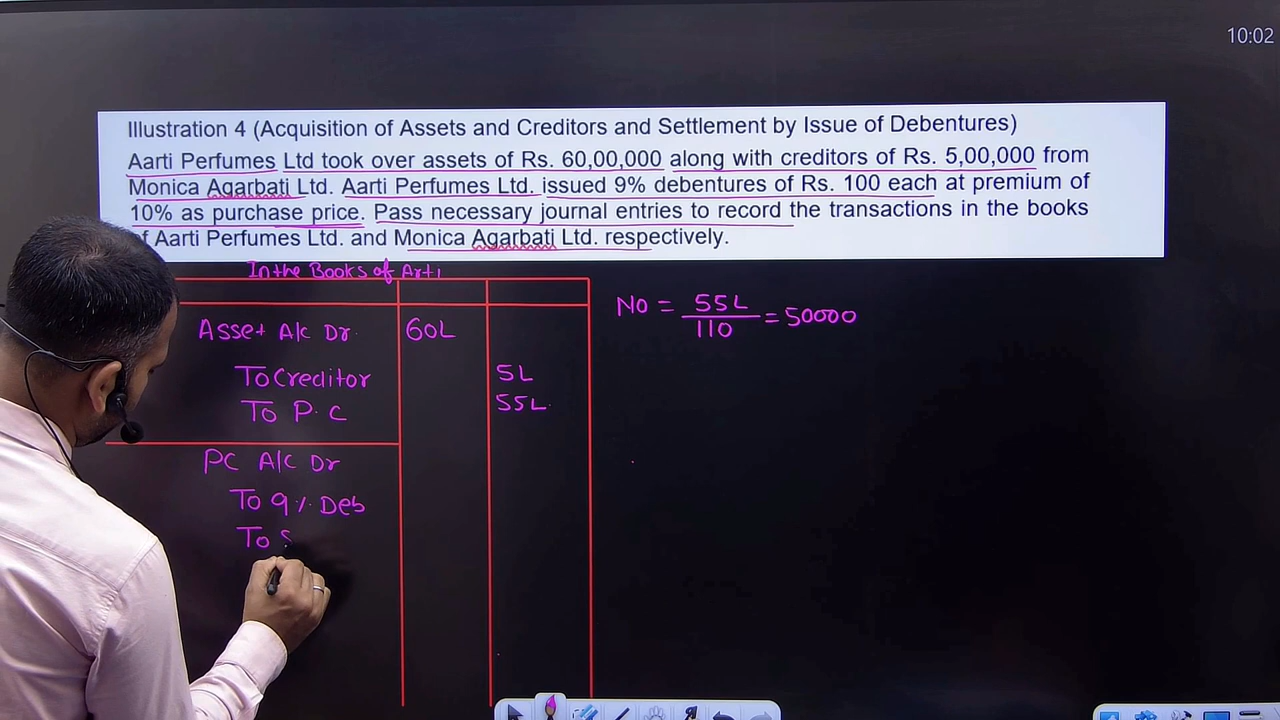 10:02
Illustration 4 (Acquisition of Assets and Creditors and Settlement by Issue of Debentures)
Aarti Perfumes Ltd took over assets of Rs. 60,00,000 along with creditors of Rs. 5,00,000 from
Monica Agarbati Ltd. Aarti Perfumes Ltd. issued 9% debentures of Rs. 100 each at premium of
10% as purchase price. Pass necessary journal entries to record the transactions in the books
of Aarti Perfumes Ltd. and Monica Agarbati Ltd. respectively.
In the Books of Arti
Asset A/c Dr. 60L
To Creditor 5L
To P.C 55L.
PC A/c Dr
To 9% Deb
To S
NO = 55L / 110 = 50000